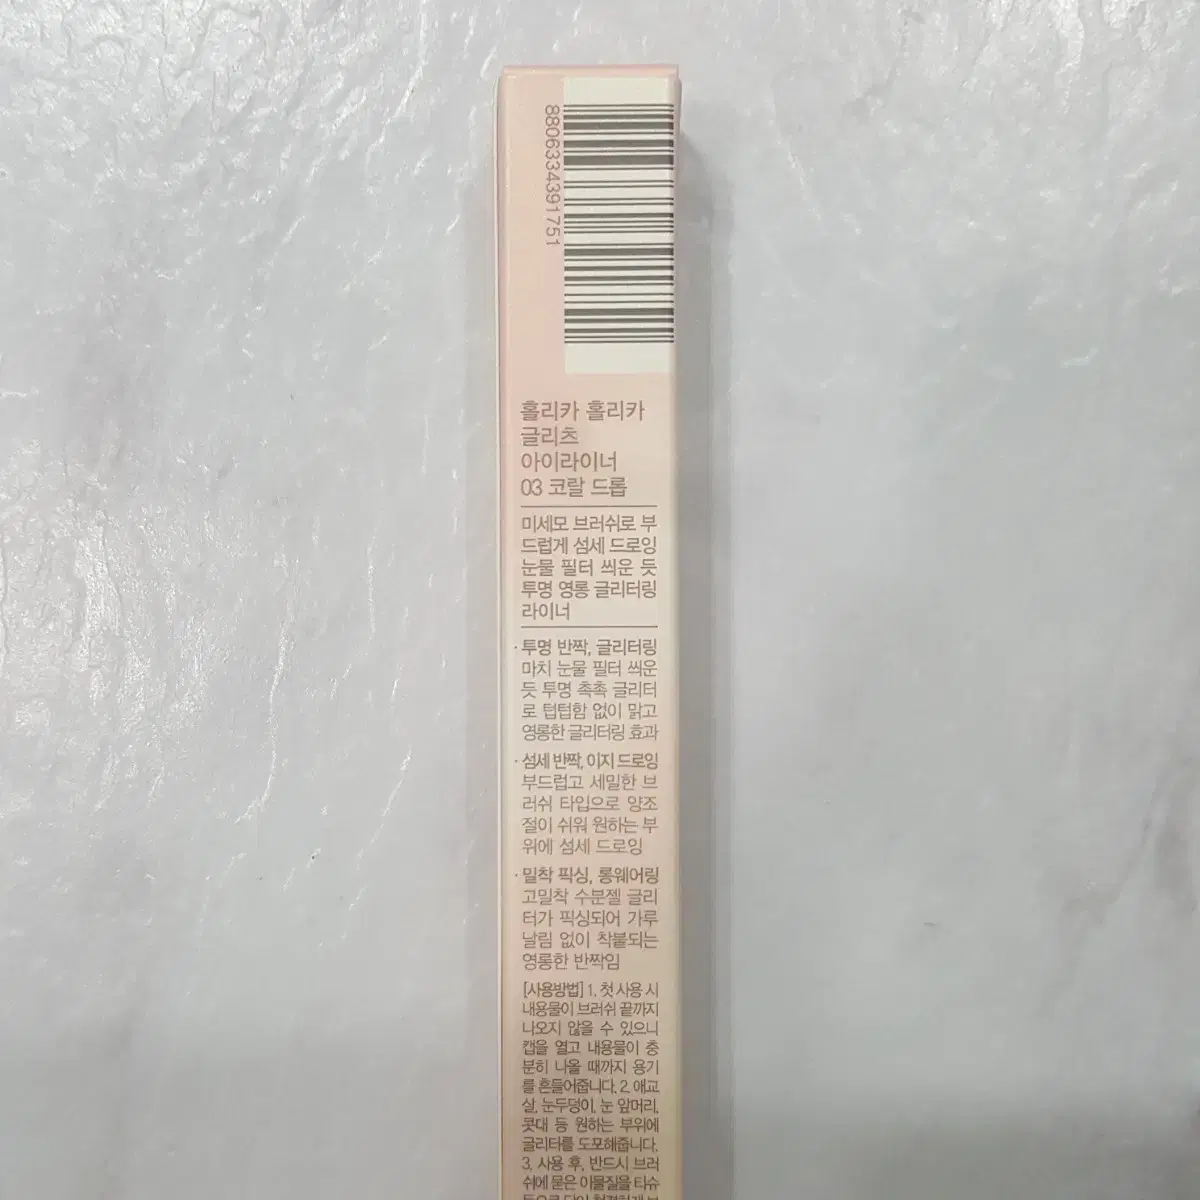 8806334391751
홀리카 홀리카
글리츠
아이라이너
03 코랄 드롭
미세모 브러쉬로 부
드럽게 섬세 드로잉
눈물 필터 씌운 듯
투명 영롱 글리터링
라이너
· 투명 반짝, 글리터링
마치 눈물 필터 씌운
듯 투명 촉촉 글리터
로 텁텁함 없이 맑고
영롱한 글리터링 효과
· 섬세 반짝, 이지 드로잉
부드럽고 세밀한 브
러쉬 타입으로 양조
절이 쉬워 원하는 부
위에 섬세 드로잉
· 밀착 픽싱, 롱웨어링
고밀착 수분젤 글리
터가 픽싱되어 가루
날림 없이 착붙되는
영롱한 반짝임
[사용방법] 1. 첫 사용 시
내용물이 브러쉬 끝까지
나오지 않을 수 있으니
캡을 열고 내용물이 충
분히 나올 때까지 용기
를 흔들어줍니다. 2. 애교
살, 눈두덩이, 눈 앞머리,
콧대 등 원하는 부위에
글리터를 도포해줍니다.
3. 사용 후, 반드시 브러
쉬에 묻은 이물질을 티슈